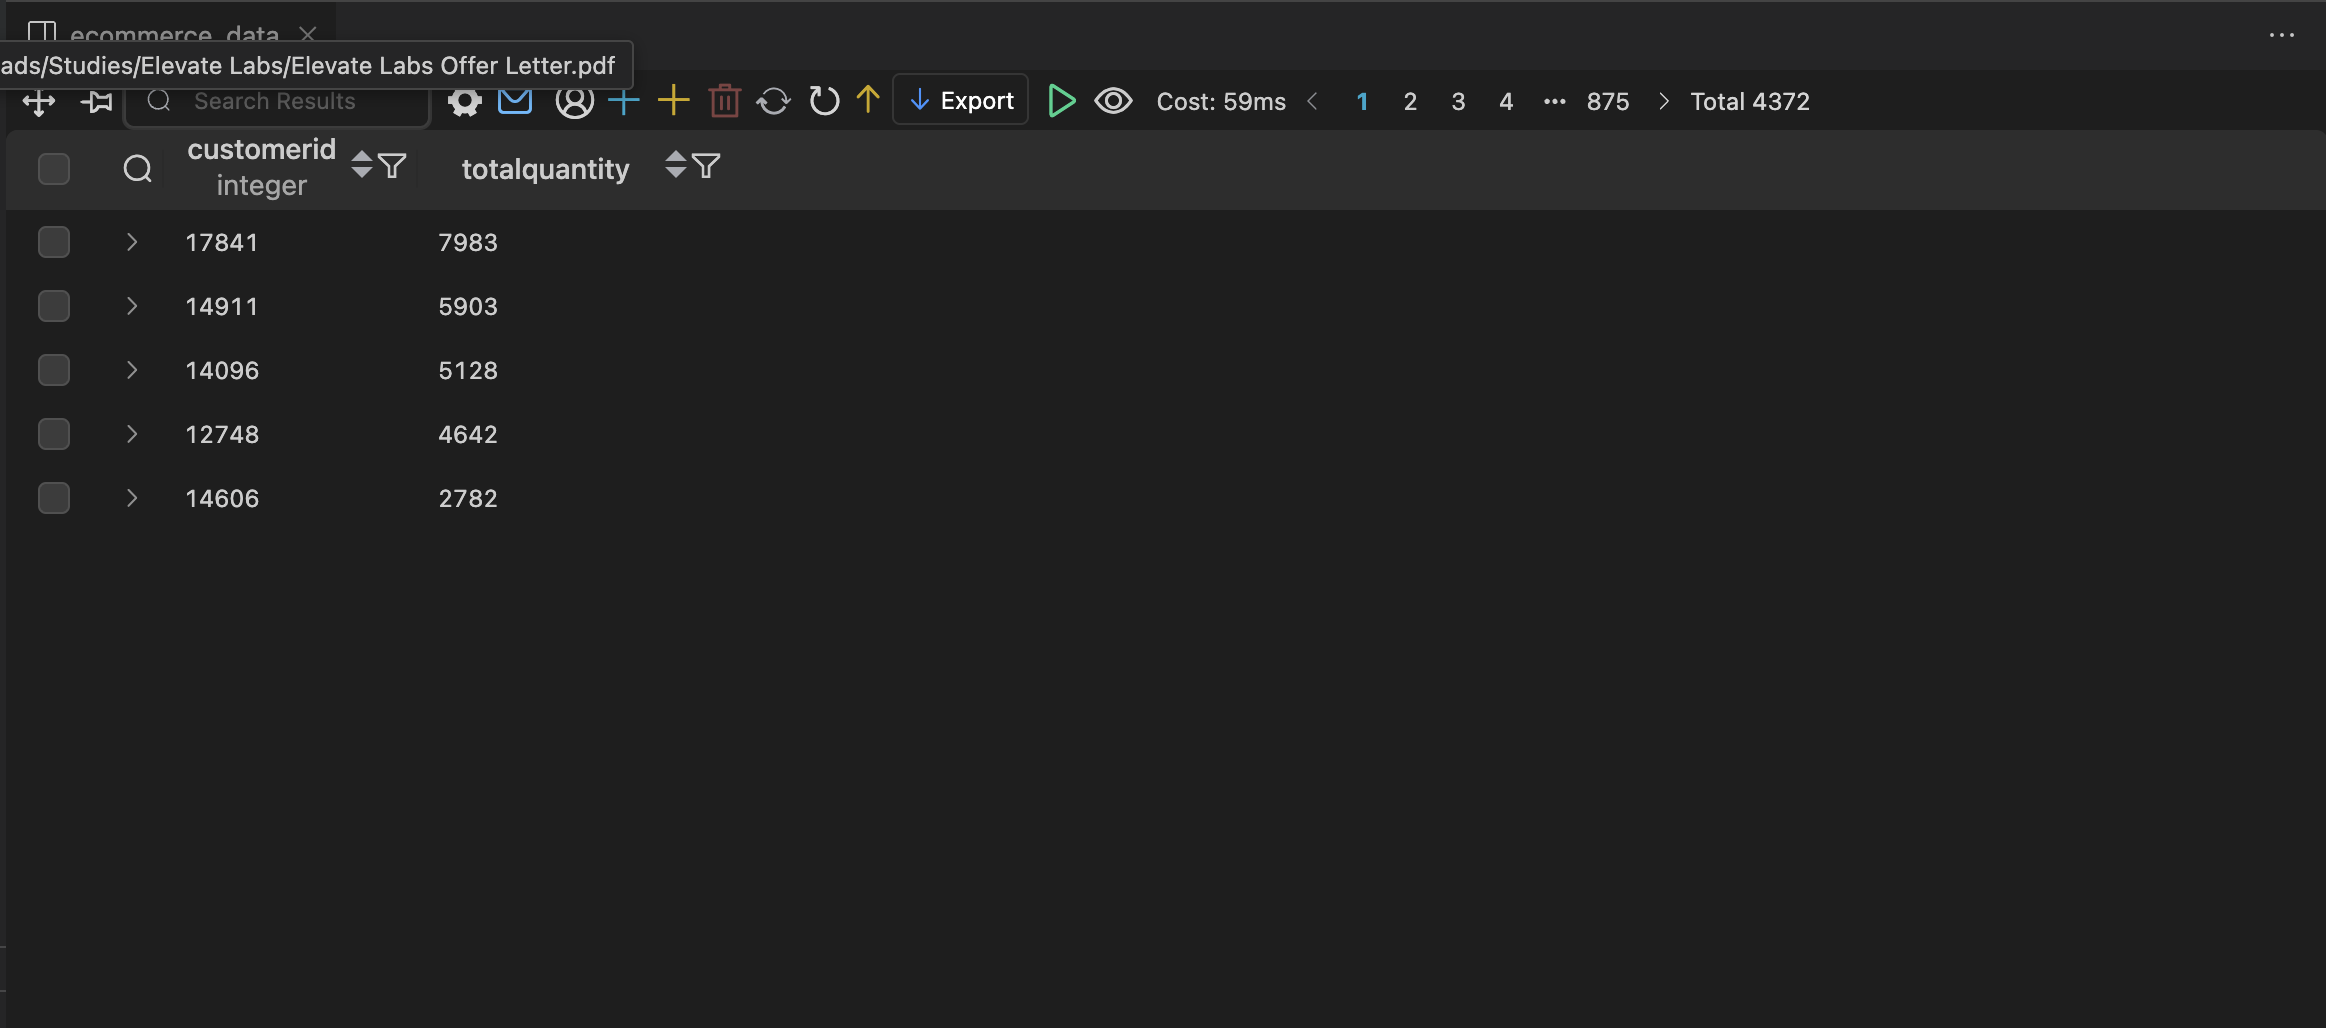 ecommerce_data
ads/Studies/Elevate Labs/Elevate Labs Offer Letter.pdf
Search Results Export Cost: 59ms 1 2 3 4 ••• 875 Total 4372
customerid totalquantity
integer
17841 7983
14911 5903
14096 5128
12748 4642
14606 2782